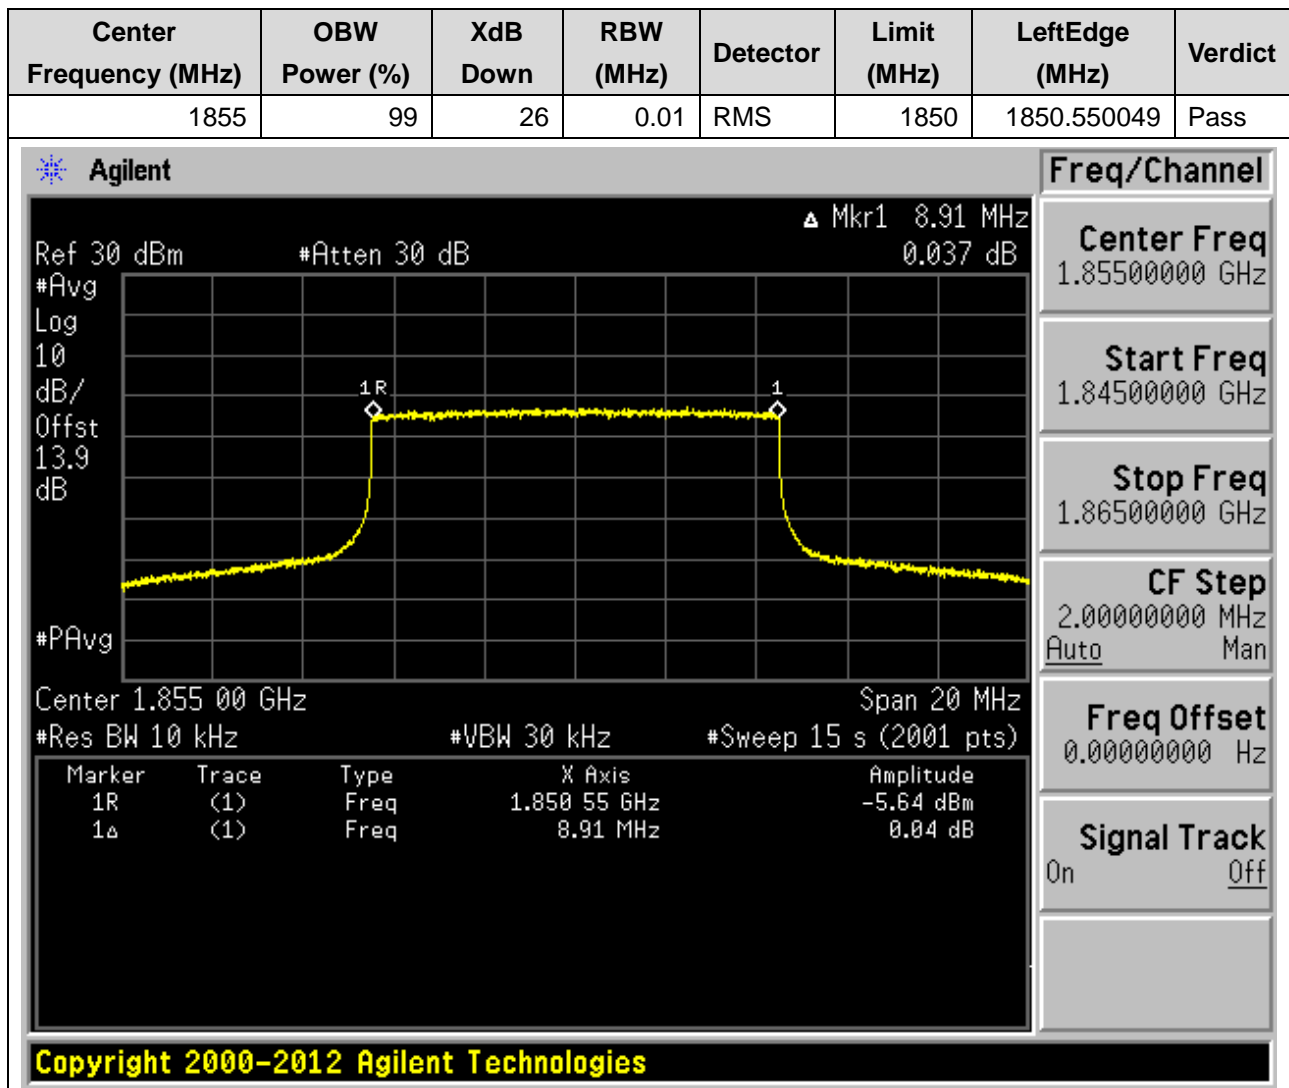 Center Frequency (MHz) OBW Power (%) XdB Down RBW (MHz) Detector Limit (MHz) LeftEdge (MHz) Verdict
1855 99 26 0.01 RMS 1850 1850.550049 Pass
Agilent
Freq/Channel
Δ Mkr1 8.91 MHz
Ref 30 dBm #Atten 30 dB 0.037 dB
#Avg
Log
10
dB/
Offst
13.9
dB
1R
1
#PAvg
Center 1.855 00 GHz Span 20 MHz
#Res BW 10 kHz #VBW 30 kHz #Sweep 15 s (2001 pts)
Marker Trace Type X Axis Amplitude
1R (1) Freq 1.850 55 GHz -5.64 dBm
1Δ (1) Freq 8.91 MHz 0.04 dB
Center Freq
1.85500000 GHz
Start Freq
1.84500000 GHz
Stop Freq
1.86500000 GHz
CF Step
2.00000000 MHz
Auto Man
Freq Offset
0.00000000 Hz
Signal Track
On Off
Copyright 2000-2012 Agilent Technologies